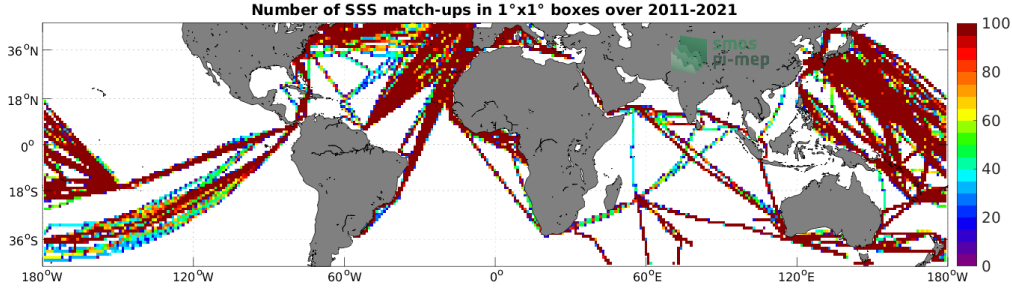 Number of SSS match-ups in 1°x1° boxes over 2011-2021
smos
pi-mep
36°N
18°N
0°
18°S
36°S
180°W
120°W
60°W
0°
60°E
120°E
180°W
100
80
60
40
20
0